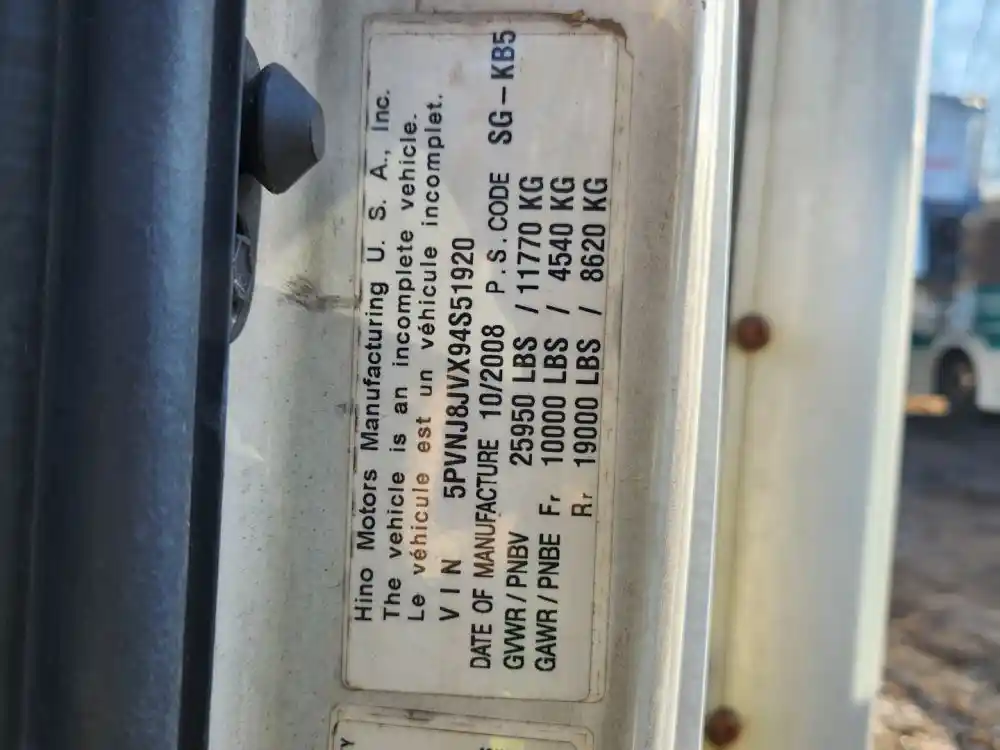 Hino Motors Manufacturing U. S. A., Inc.
The vehicle is an incomplete vehicle.
Le véhicule est un véhicule incomplet.
VIN 5PVNJ8JVX94S51920
DATE OF MANUFACTURE 10/2008 P.S.CODE SG-KB5
GVWR/PNBV 25950 LBS / 11770 KG
GAWR/PNBE Fr 10000 LBS / 4540 KG
Rr 19000 LBS / 8620 KG